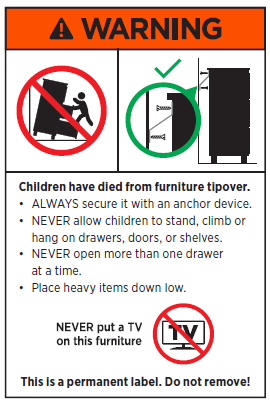 WARNING
Children have died from furniture tipover.
• ALWAYS secure it with an anchor device.
• NEVER allow children to stand, climb or
hang on drawers, doors, or shelves.
• NEVER open more than one drawer
at a time.
• Place heavy items down low.
NEVER put a TV
on this furniture
TV
This is a permanent label. Do not remove!